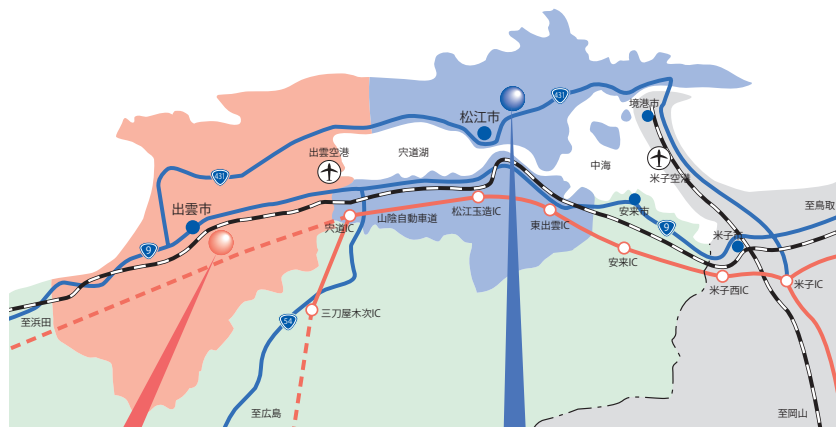 431
境港市
松江市
出雲空港
宍道湖
中海
431
米子空港
出雲市
至鳥取
宍道IC
山陰自動車道
松江玉造IC
東出雲IC
安来市
9
米子市
9
安来IC
米子西IC
米子IC
至浜田
三刀屋木次IC
54
至広島
至岡山